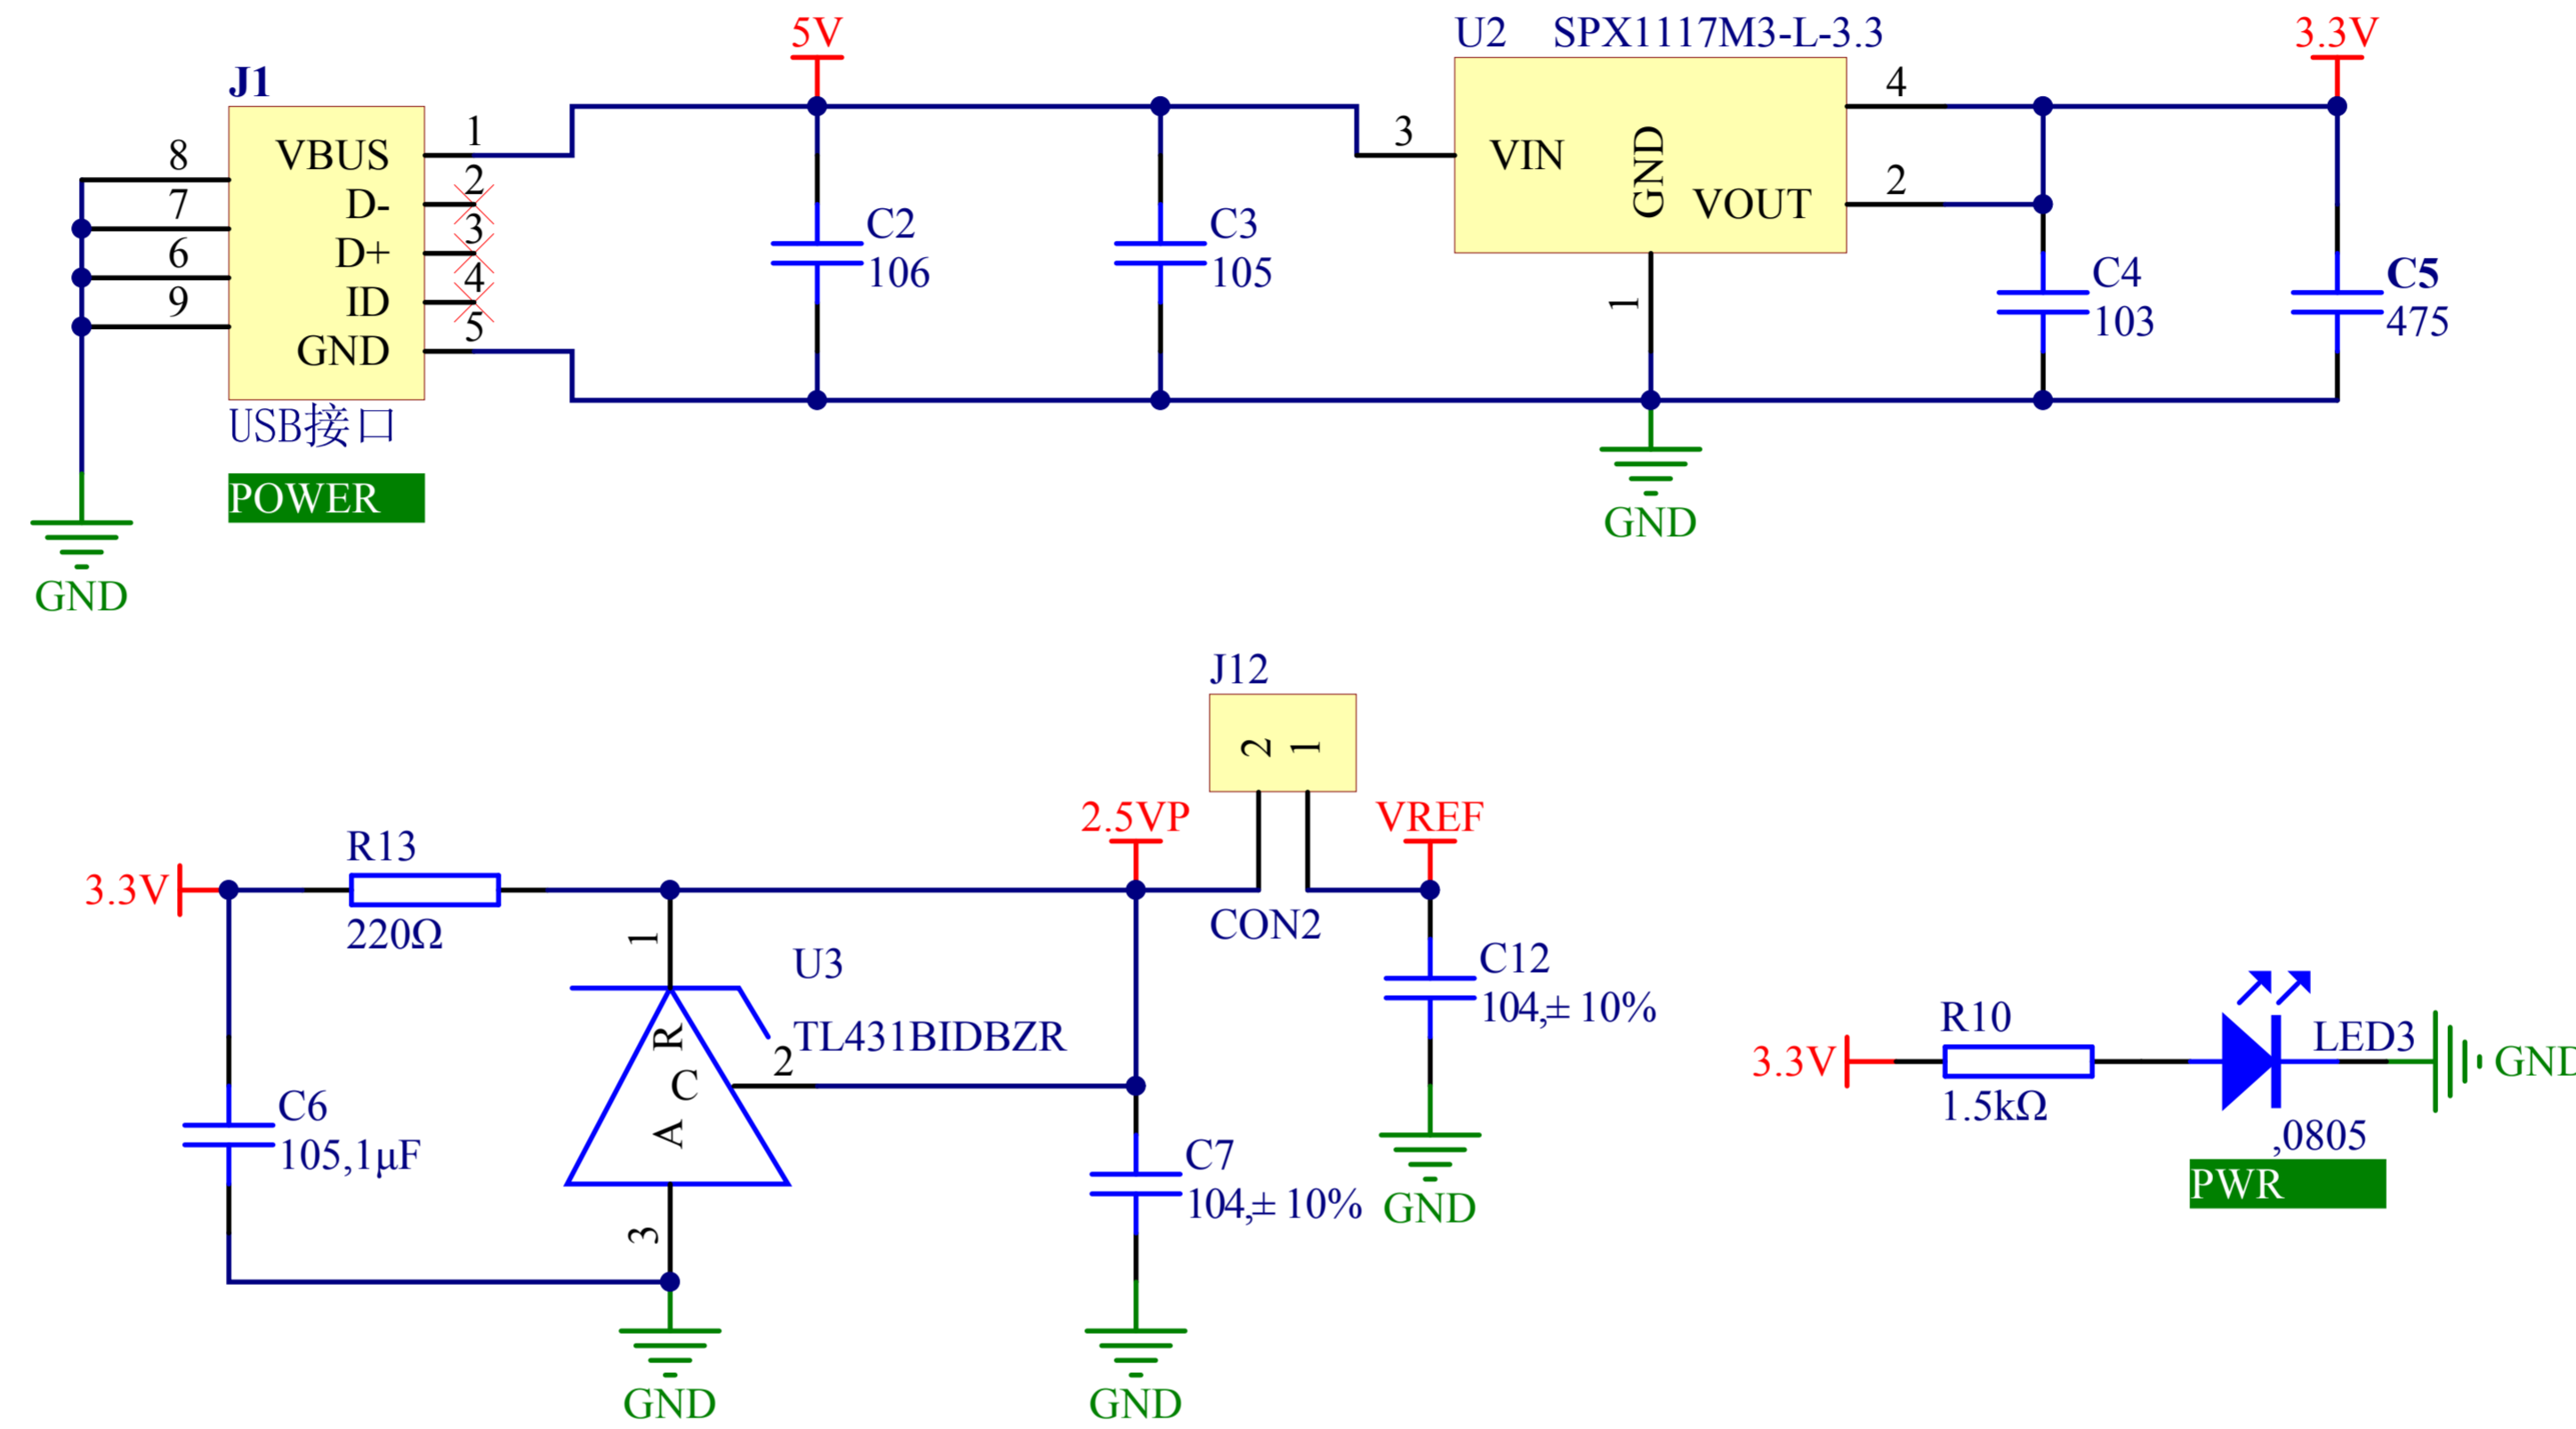 5V
U2 SPX1117M3-L-3.3
3.3V
J1
8
7
6
9
VBUS
D-
D+
ID
GND
1
2
3
4
5
USB接口
POWER
GND
C2
106
C3
105
3
VIN
GND
VOUT
4
2
1
GND
C4
103
C5
475
J12
2 1
CON2
3.3V
R13
220Ω
2.5VP
VREF
1
U3
TL431BIDBZR
R
C
A
2
3
GND
C6
105,1μF
C7
104,± 10%
GND
C12
104,± 10%
GND
3.3V
R10
1.5kΩ
LED3
,0805
GND
PWR